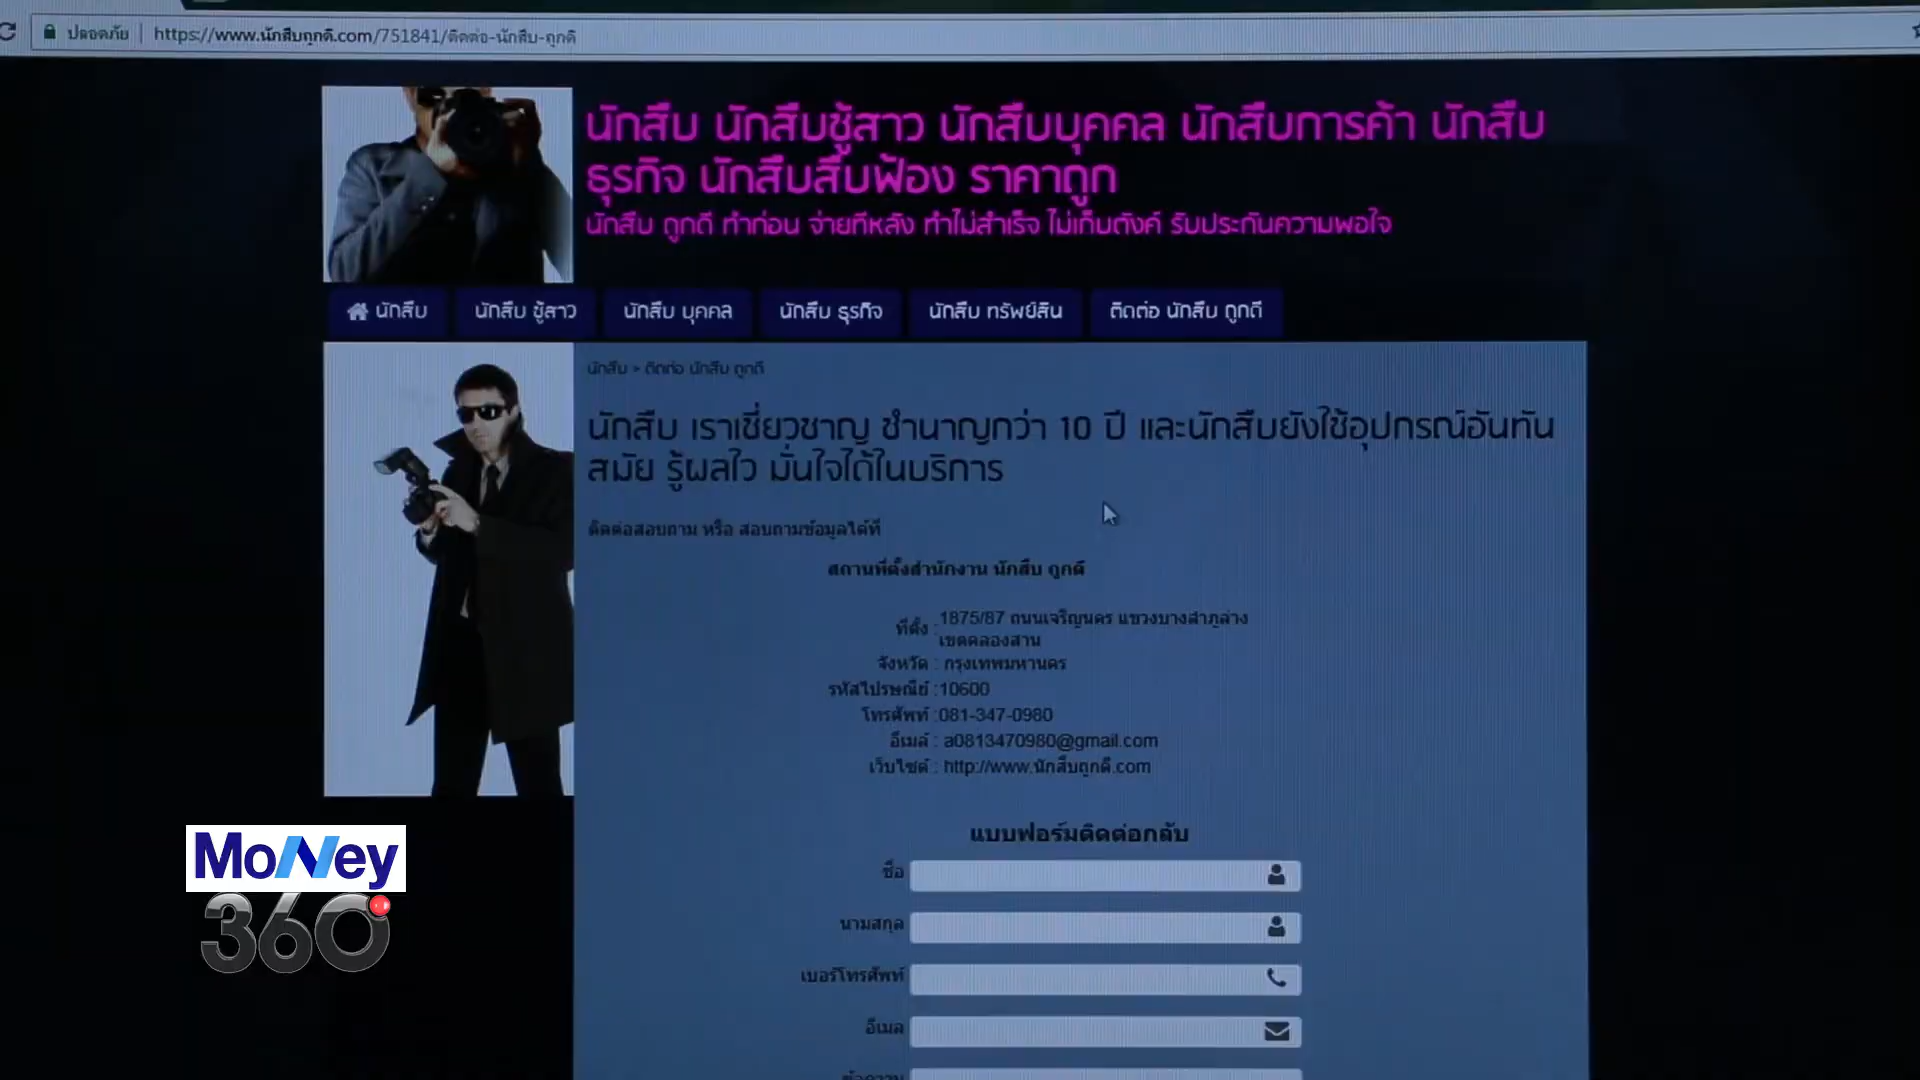 ปลอดภัย | https://www.นักสืบถูกดี.com/751841/ติดต่อ-นักสืบ-ถูกดี
นักสืบ นักสืบชู้สาว นักสืบบุคคล นักสืบการค้า นักสืบ
ธุรกิจ นักสืบสืบฟ้อง ราคาถูก
นักสืบ ถูกดี ทำก่อน จ่ายทีหลัง ทำไม่สำเร็จ ไม่เก็บตังค์ รับประกันความพอใจ
นักสืบ นักสืบ ชู้สาว นักสืบ บุคคล นักสืบ ธุรกิจ นักสืบ ทรัพย์สิน ติดต่อ นักสืบ ถูกดี
นักสืบ > ติดต่อ นักสืบ ถูกดี
นักสืบ เราเชี่ยวชาญ ชำนาญกว่า 10 ปี และนักสืบยังใช้อุปกรณ์อันทัน
สมัย รู้ผลไว มั่นใจได้ในบริการ
ติดต่อสอบถาม หรือ สอบถามข้อมูลได้ที่
สถานที่ตั้งสำนักงาน นักสืบ ถูกดี
ที่ตั้ง : 1875/87 ถนนเจริญนคร แขวงบางลำภูล่าง
เขตคลองสาน
จังหวัด : กรุงเทพมหานคร
รหัสไปรษณีย์ : 10600
โทรศัพท์ : 081-347-0980
อีเมล์ : a0813470980@gmail.com
เว็บไซต์ : http://www.นักสืบถูกดี.com
แบบฟอร์มติดต่อกลับ
ชื่อ
นามสกุล
เบอร์โทรศัพท์
อีเมล
ข้อความ
Money
360